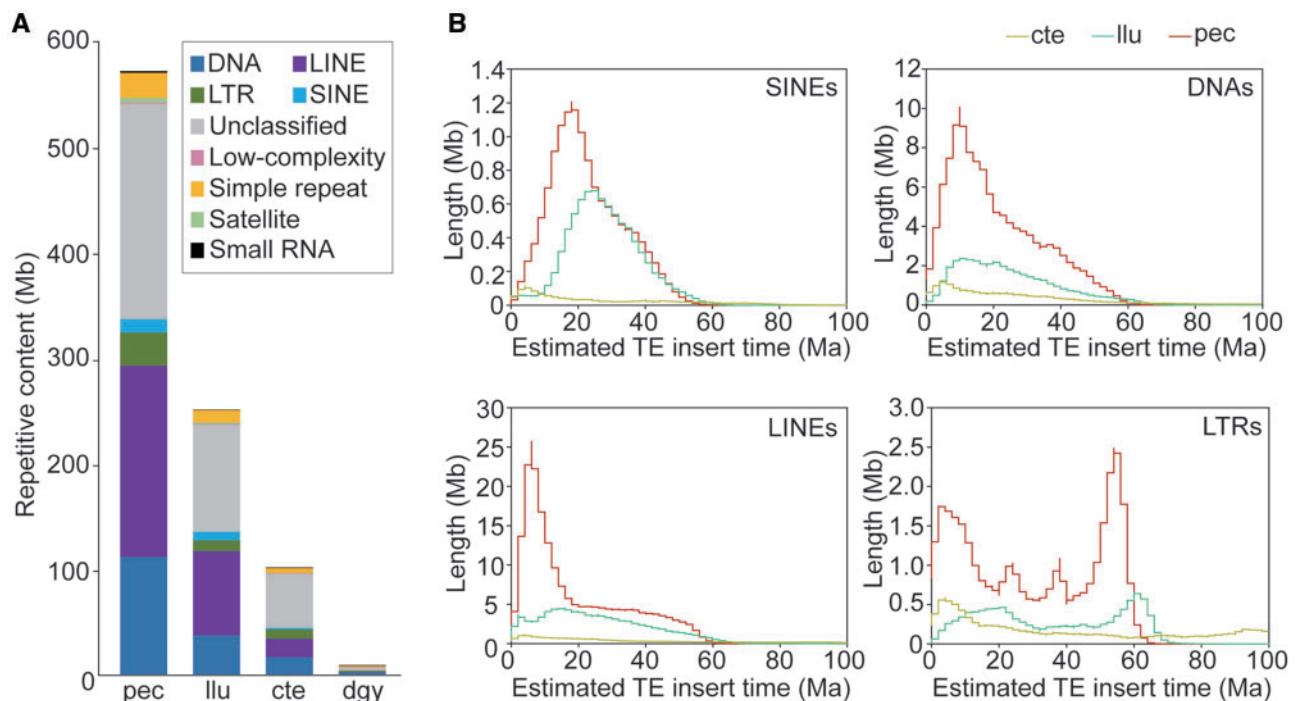 A
600
500
400
300
200
100
0
Repetitive content (Mb)
DNA LINE
LTR SINE
Unclassified
Low-complexity
Simple repeat
Satellite
Small RNA
pec llu cte dgy
B
cte llu pec
SINEs
1.4
1.2
1.0
0.8
0.6
0.4
0.2
0
Length (Mb)
0 20 40 60 80 100
Estimated TE insert time (Ma)
DNAs
12
10
8
6
4
2
0
Length (Mb)
0 20 40 60 80 100
Estimated TE insert time (Ma)
LINEs
30
25
20
15
10
5
0
Length (Mb)
0 20 40 60 80 100
Estimated TE insert time (Ma)
LTRs
3.0
2.5
2.0
1.5
1.0
0.5
0
Length (Mb)
0 20 40 60 80 100
Estimated TE insert time (Ma)